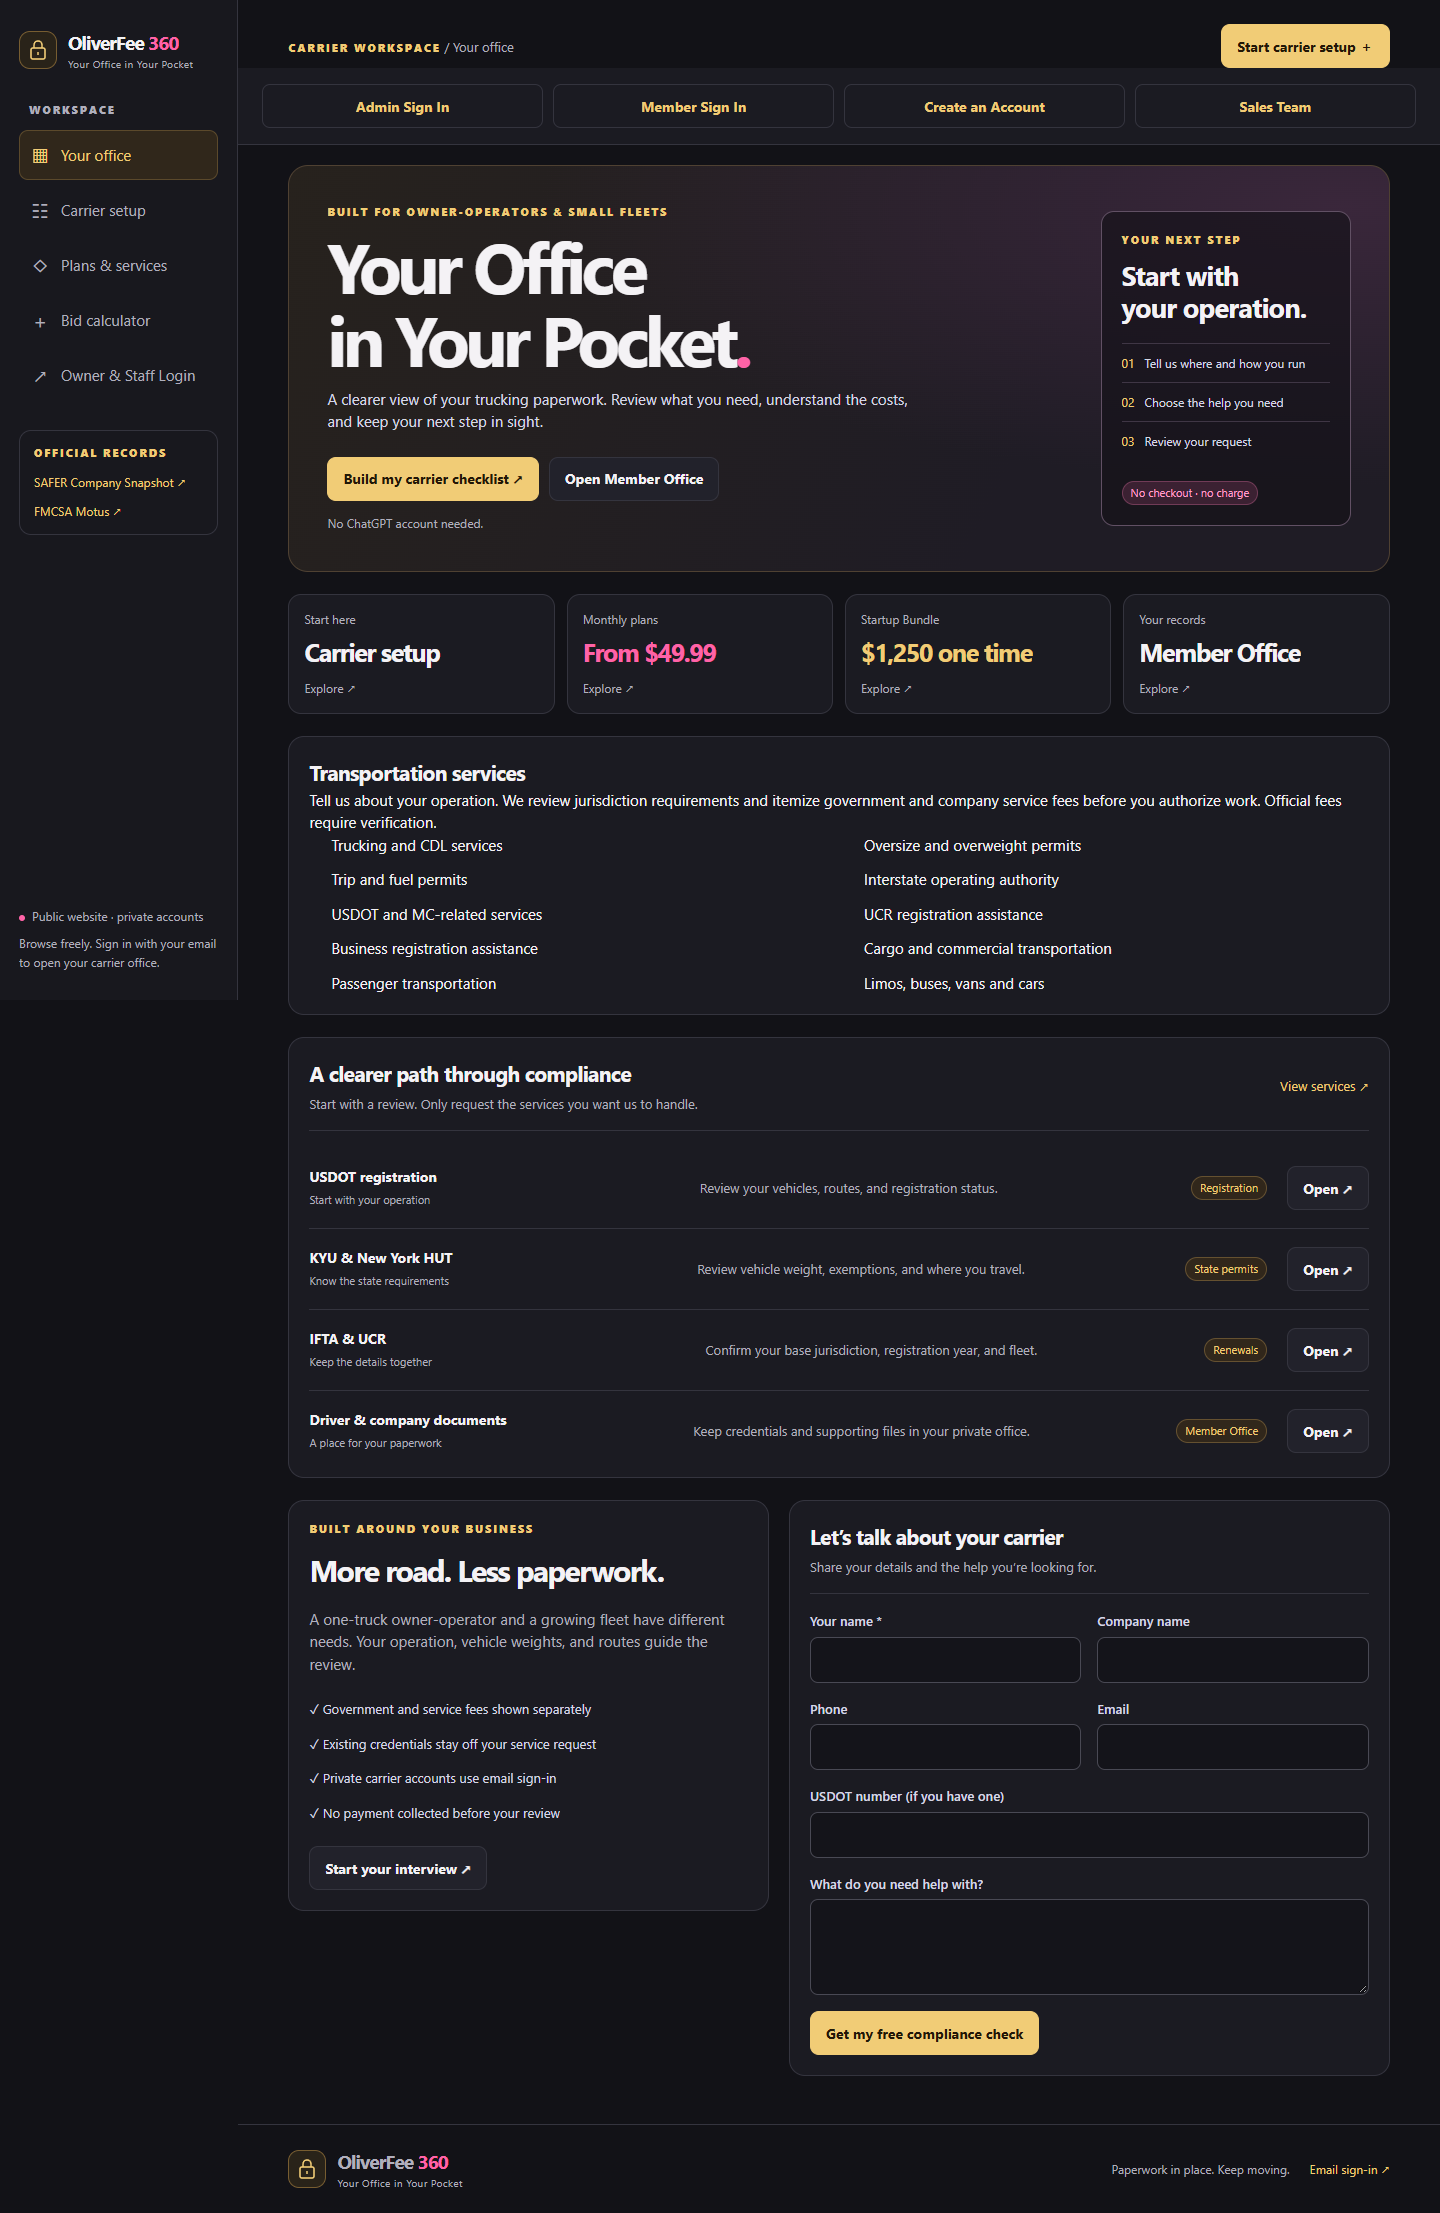 OliverFee 360
Your Office in Your Pocket
WORKSPACE
Your office
Carrier setup
Plans & services
Bid calculator
Owner & Staff Login
OFFICIAL RECORDS
SAFER Company Snapshot ↗
FMCSA Motus ↗
Public website · private accounts
Browse freely. Sign in with your email
to open your carrier office.
CARRIER WORKSPACE / Your office
Start carrier setup +
Admin Sign In
Member Sign In
Create an Account
Sales Team
BUILT FOR OWNER-OPERATORS & SMALL FLEETS
Your Office
in Your Pocket.
A clearer view of your trucking paperwork. Review what you need, understand the costs,
and keep your next step in sight.
Build my carrier checklist ↗
Open Member Office
No ChatGPT account needed.
YOUR NEXT STEP
Start with
your operation.
01 Tell us where and how you run
02 Choose the help you need
03 Review your request
No checkout · no charge
Start here
Carrier setup
Explore ↗
Monthly plans
From $49.99
Explore ↗
Startup Bundle
$1,250 one time
Explore ↗
Your records
Member Office
Explore ↗
Transportation services
Tell us about your operation. We review jurisdiction requirements and itemize government and company service fees before you authorize work. Official fees
require verification.
Trucking and CDL services
Oversize and overweight permits
Trip and fuel permits
Interstate operating authority
USDOT and MC-related services
UCR registration assistance
Business registration assistance
Cargo and commercial transportation
Passenger transportation
Limos, buses, vans and cars
A clearer path through compliance
Start with a review. Only request the services you want us to handle.
View services ↗
USDOT registration
Start with your operation
Review your vehicles, routes, and registration status.
Registration
Open ↗
KYU & New York HUT
Know the state requirements
Review vehicle weight, exemptions, and where you travel.
State permits
Open ↗
IFTA & UCR
Keep the details together
Confirm your base jurisdiction, registration year, and fleet.
Renewals
Open ↗
Driver & company documents
A place for your paperwork
Keep credentials and supporting files in your private office.
Member Office
Open ↗
BUILT AROUND YOUR BUSINESS
More road. Less paperwork.
A one-truck owner-operator and a growing fleet have different
needs. Your operation, vehicle weights, and routes guide the
review.
✓ Government and service fees shown separately
✓ Existing credentials stay off your service request
✓ Private carrier accounts use email sign-in
✓ No payment collected before your review
Start your interview ↗
Let’s talk about your carrier
Share your details and the help you’re looking for.
Your name *
Company name
Phone
Email
USDOT number (if you have one)
What do you need help with?
Get my free compliance check
OliverFee 360
Your Office in Your Pocket
Paperwork in place. Keep moving.
Email sign-in ↗